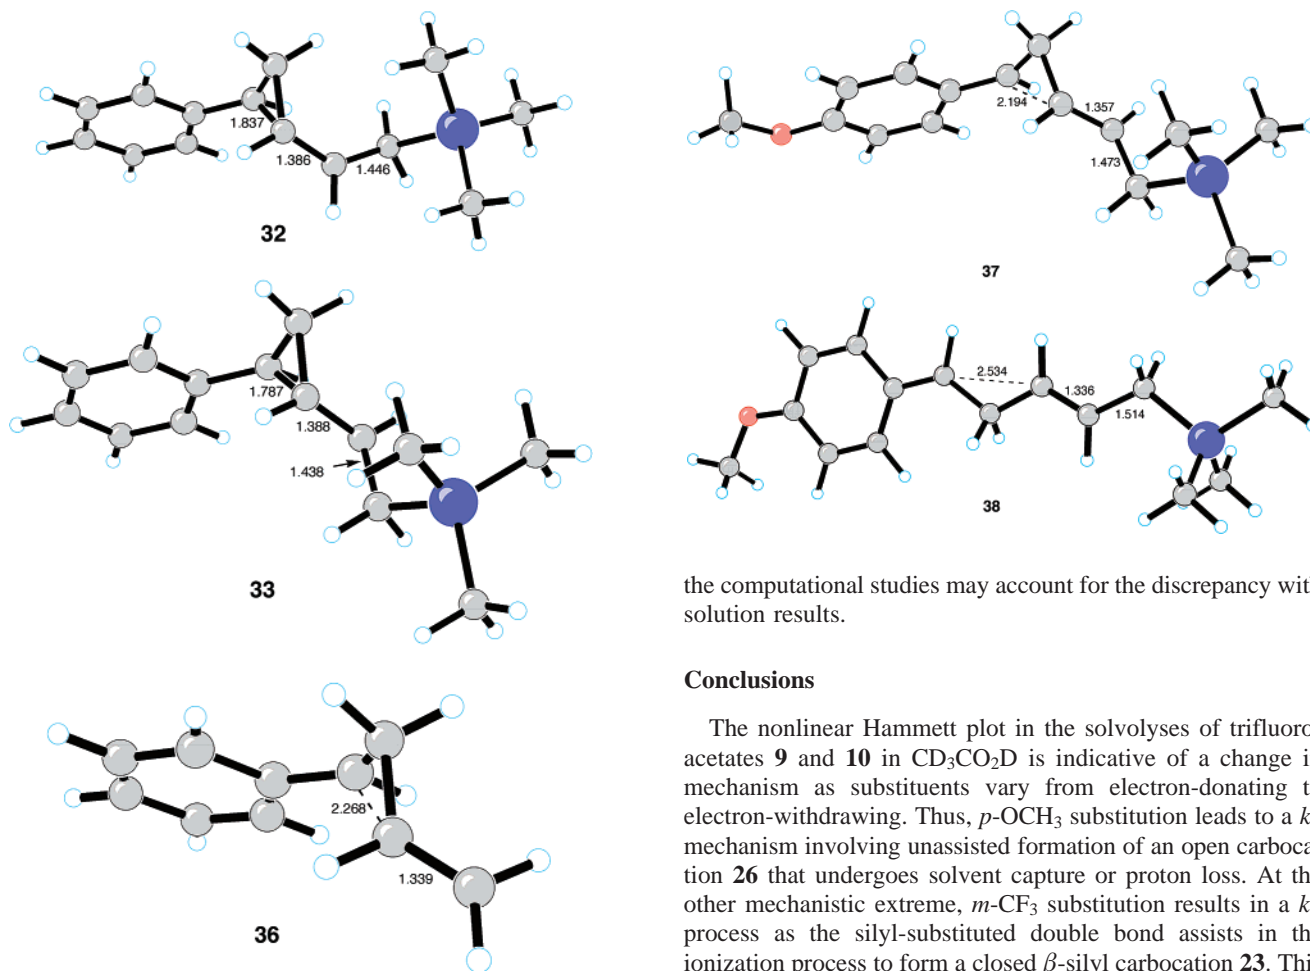 1.837
1.386
1.446
32
1.787
1.388
1.438
33
2.268
1.339
36
2.194
1.357
1.473
37
2.534
1.336
1.514
38
the computational studies may account for the discrepancy wit
solution results.
Conclusions
The nonlinear Hammett plot in the solvolyses of trifluoro
acetates 9 and 10 in CD₃CO₂D is indicative of a change i
mechanism as substituents vary from electron-donating t
electron-withdrawing. Thus, p-OCH₃ substitution leads to a k
mechanism involving unassisted formation of an open carboca
tion 26 that undergoes solvent capture or proton loss. At th
other mechanistic extreme, m-CF₃ substitution results in a k
process as the silyl-substituted double bond assists in th
ionization process to form a closed β-silyl carbocation 23. Thi